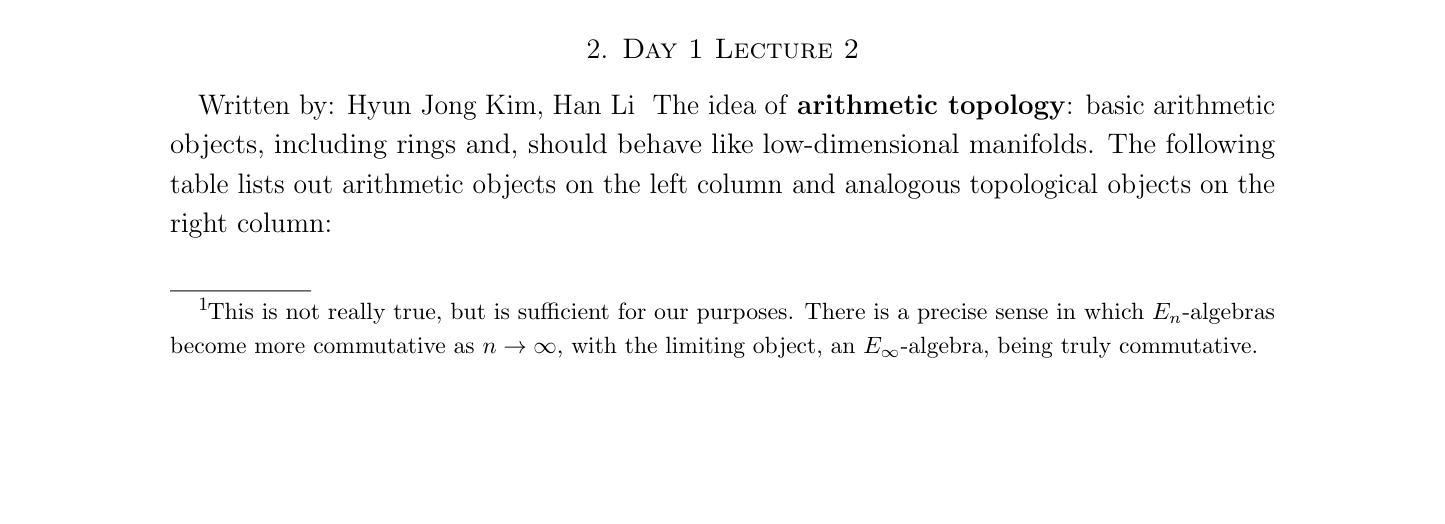 2. Day 1 Lecture 2
Written by: Hyun Jong Kim, Han Li The idea of arithmetic topology: basic arithmetic
objects, including rings and, should behave like low-dimensional manifolds. The following
table lists out arithmetic objects on the left column and analogous topological objects on the
right column:
¹This is not really true, but is sufficient for our purposes. There is a precise sense in which Eₙ-algebras
become more commutative as n → ∞, with the limiting object, an E∞-algebra, being truly commutative.